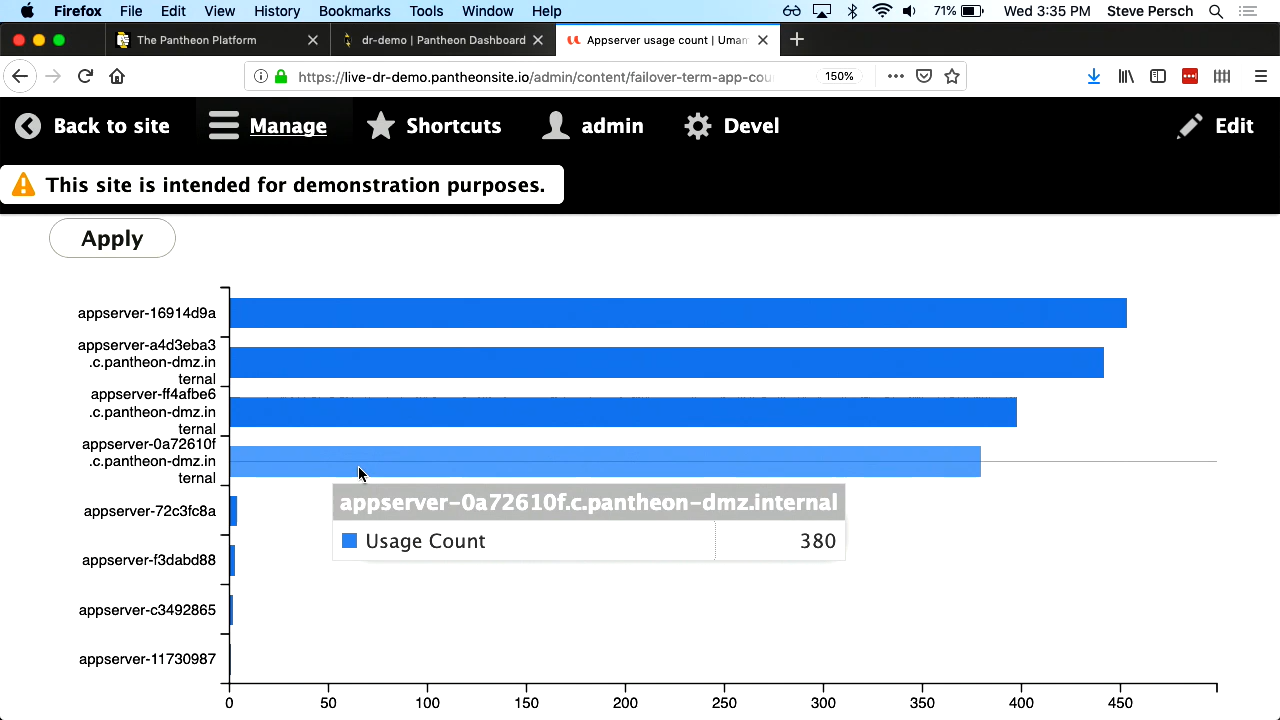 Firefox File Edit View History Bookmarks Tools Window Help 71% Wed 3:35 PM Steve Persch
The Pantheon Platform dr-demo | Pantheon Dashboard Appserver usage count | Umam
https://live-dr-demo.pantheonsite.io/admin/content/failover-term-app-cou 150%
Back to site Manage Shortcuts admin Devel Edit
This site is intended for demonstration purposes.
Apply
appserver-16914d9a
appserver-a4d3eba3
.c.pantheon-dmz.in
ternal
appserver-ff4afbe6
.c.pantheon-dmz.in
ternal
appserver-0a72610f
.c.pantheon-dmz.in
ternal
appserver-0a72610f.c.pantheon-dmz.internal
Usage Count 380
appserver-72c3fc8a
appserver-f3dabd88
appserver-c3492865
appserver-11730987
0 50 100 150 200 250 300 350 400 450